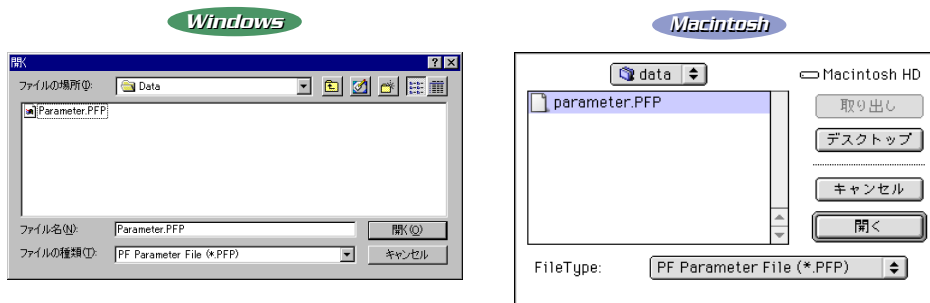 Windows
開く
ファイルの場所(I):
Data
Parameter.PFP
ファイル名(N):
Parameter.PFP
開く(O)
ファイルの種類(T):
PF Parameter File (*.PFP)
キャンセル
Macintosh
data
Macintosh HD
parameter.PFP
取り出し
デスクトップ
キャンセル
開く
FileType:
PF Parameter File (*.PFP)